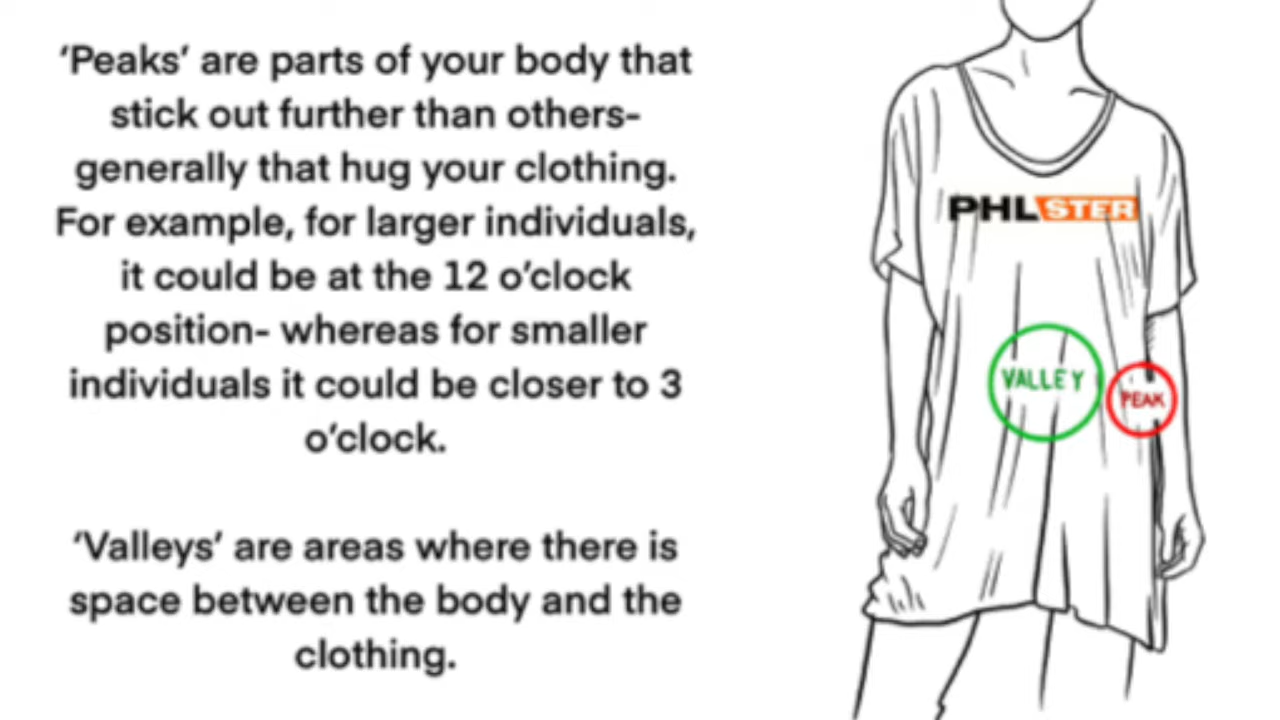 ‘Peaks’ are parts of your body that
stick out further than others-
generally that hug your clothing.
For example, for larger individuals,
it could be at the 12 o’clock
position- whereas for smaller
individuals it could be closer to 3
o’clock.
‘Valleys’ are areas where there is
space between the body and the
clothing.
PHLSTER
VALLEY
PEAK